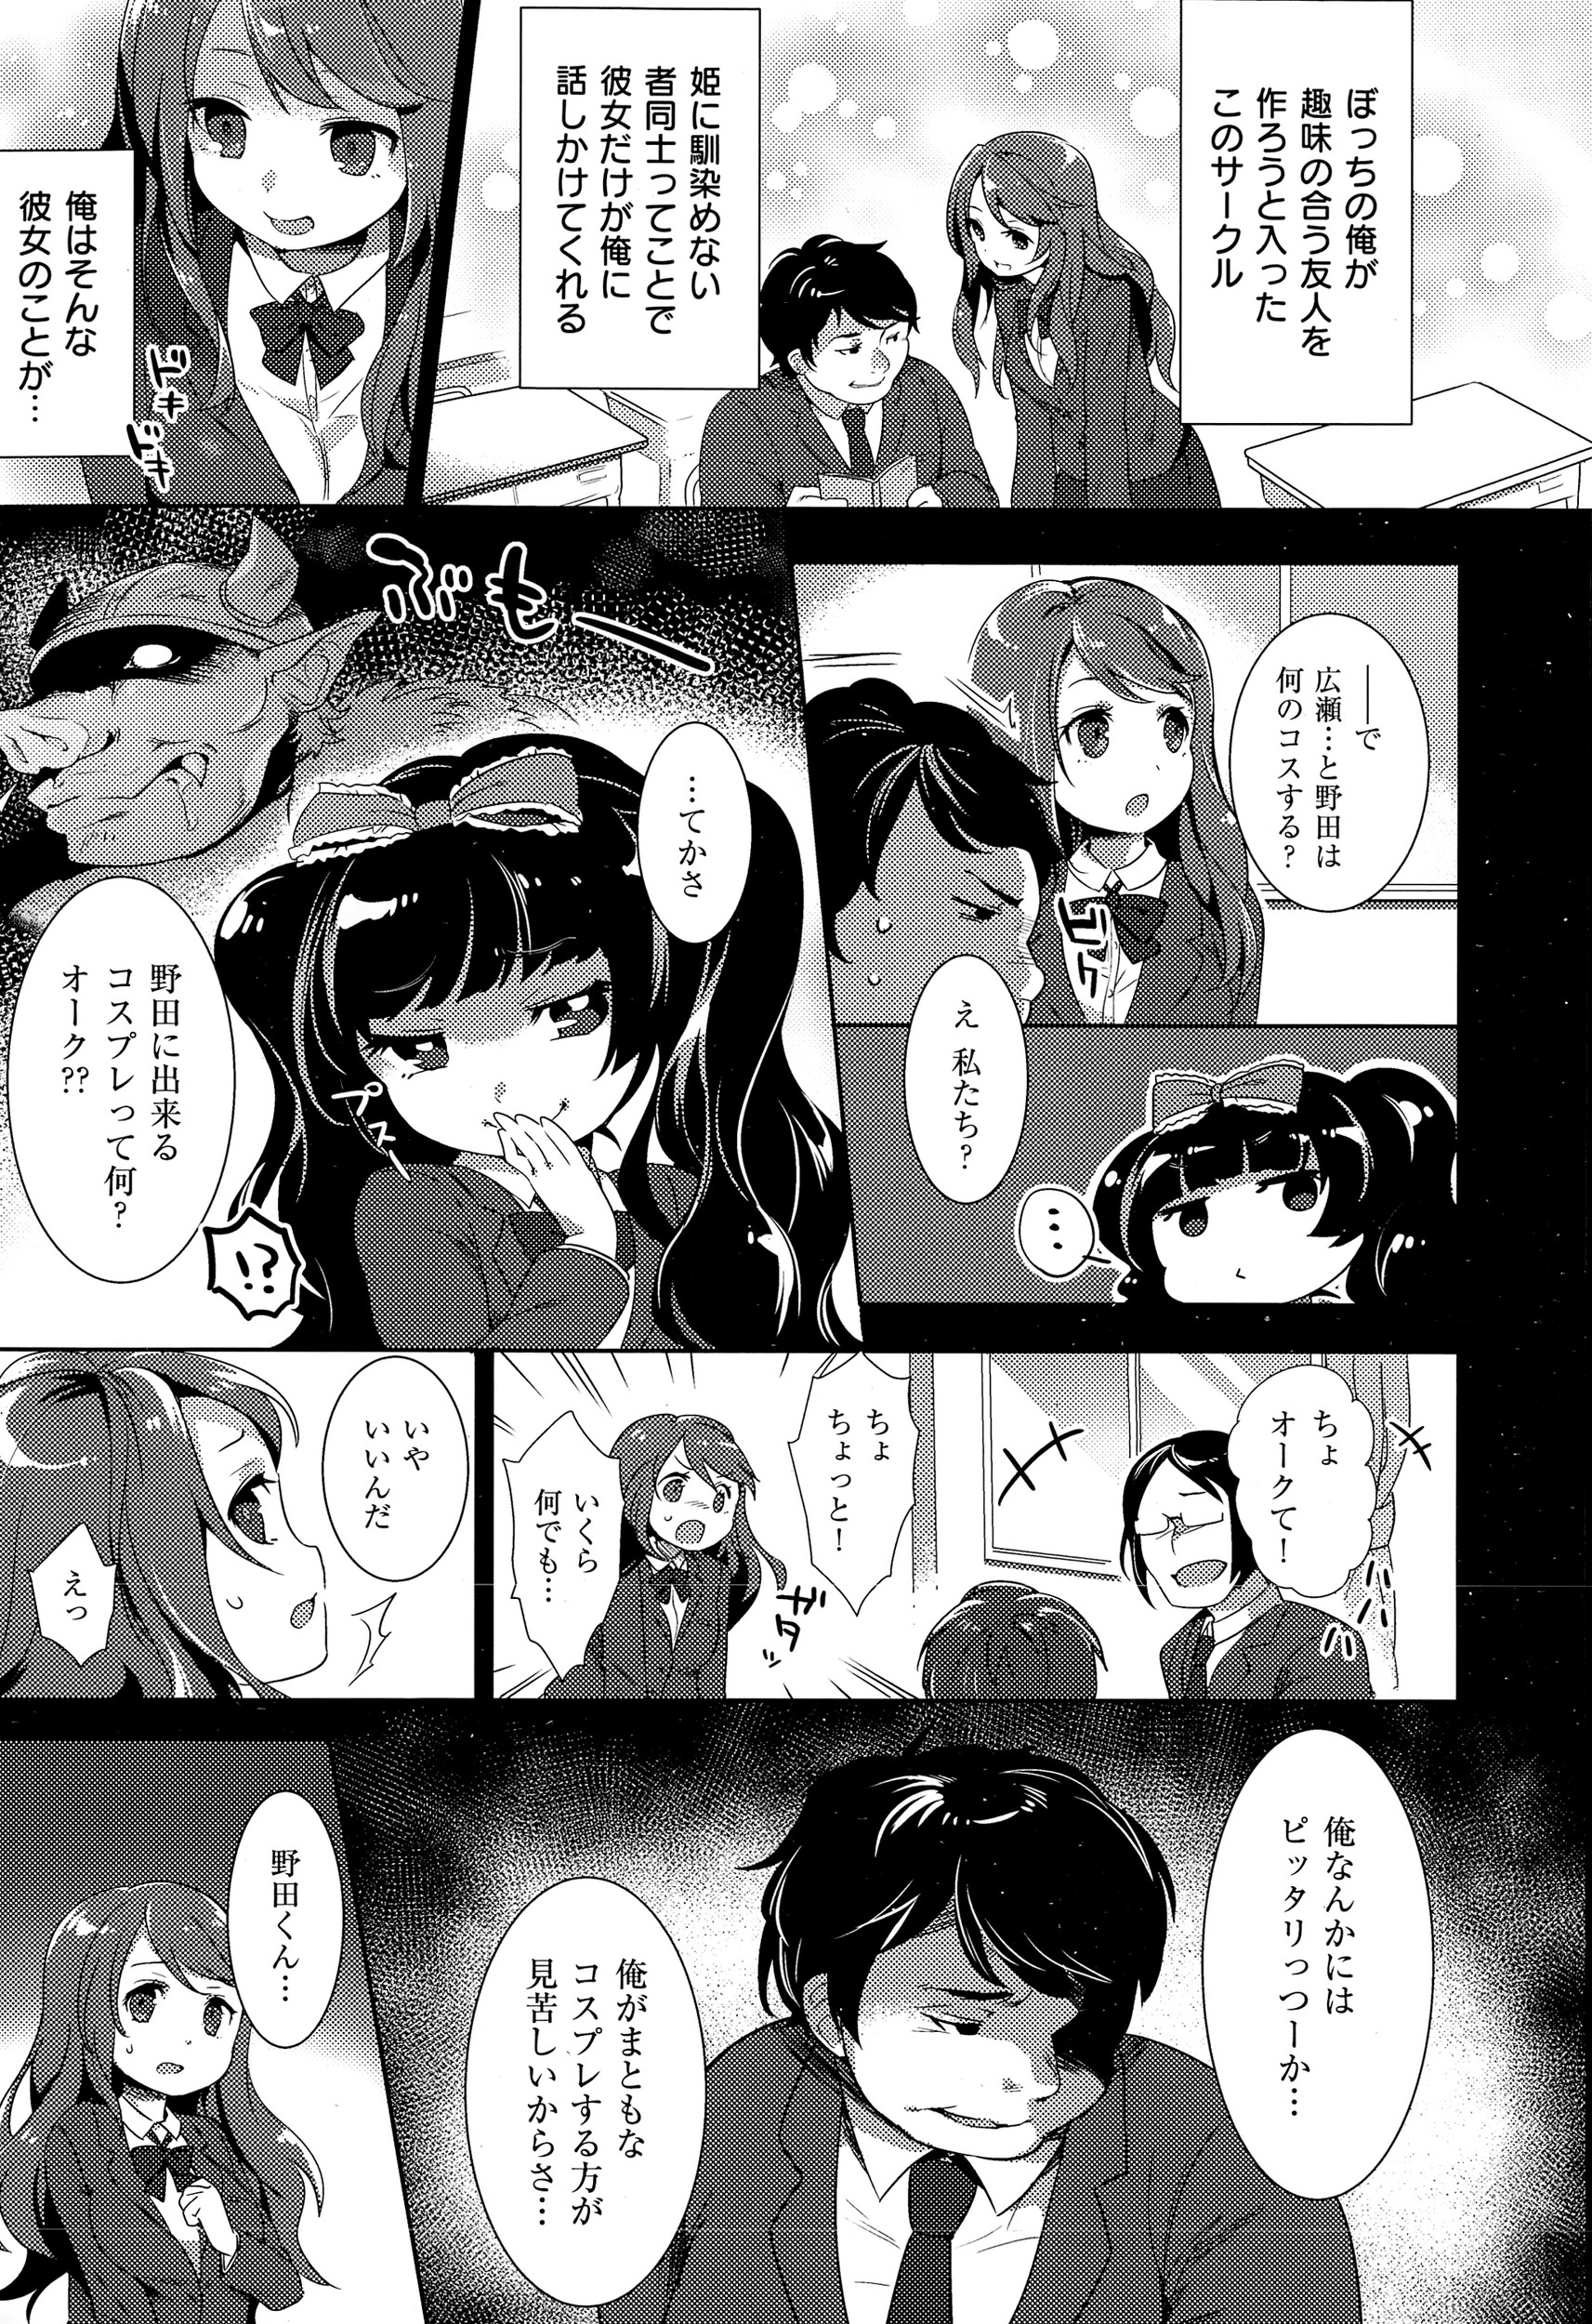 ぼっちの俺が
趣味の合う友人を
作ろうと入った
このサークル
姫に馴染めない
者同士ってことで
彼女だけが俺に
話しかけてくれる
俺はそんな
彼女のことが…
ドキ
ドキ
――で
広瀬…と野田は
何のコスする?
ビクッ
え 私たち?
…
…てかさ
ぶもー
プスー
野田に出来る
コスプレって何?
オーク??
!?
ちょ
オークて!
ちょ
ちょっと!
ガタッ
いくら
何でも…
いや
いいんだ
えっ
俺なんかには
ピッタリっつーか…
俺がまともな
コスプレする方が
見苦しいからさ…
野田くん…